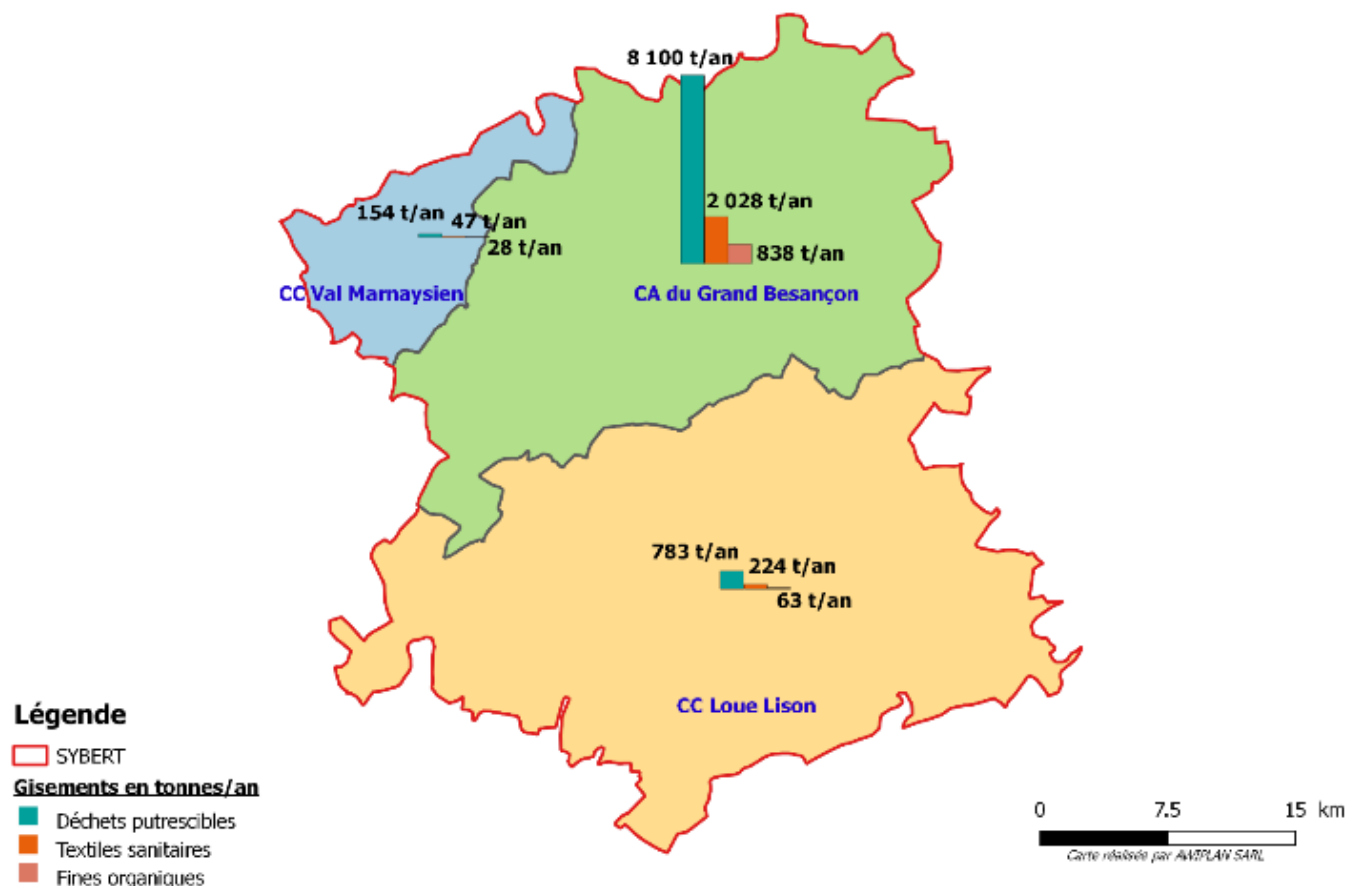 8 100 t/an
2 028 t/an
838 t/an
CA du Grand Besançon
154 t/an
47 t/an
28 t/an
CC Val Marnaysien
783 t/an
224 t/an
63 t/an
CC Loue Lison
Légende
SYBERT
Gisements en tonnes/an
Déchets putrescibles
Textiles sanitaires
Fines organiques
0 7.5 15 km
Carte réalisée par AWIPLAN SARL